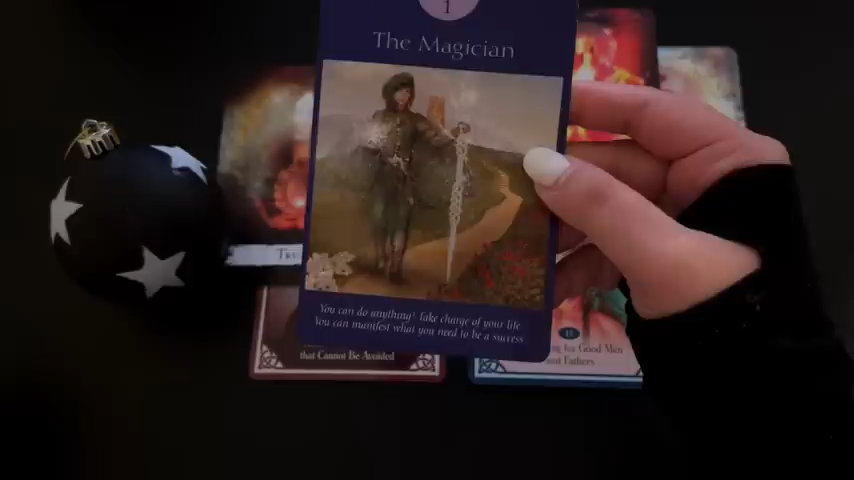 1
The Magician
You can do anything! Take charge of your life
You can manifest what you need to be a success
that Cannot Be Avoided
18
for Good Men
Fathers